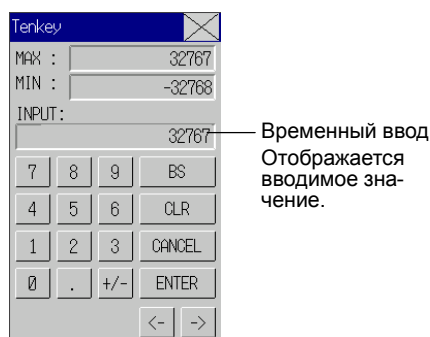 Tenkey
MAX : 32767
MIN : -32768
INPUT:
32767
7 8 9 BS
4 5 6 CLR
1 2 3 CANCEL
0 . +/- ENTER
<- ->
Временный ввод
Отображается
вводимое зна-
чение.